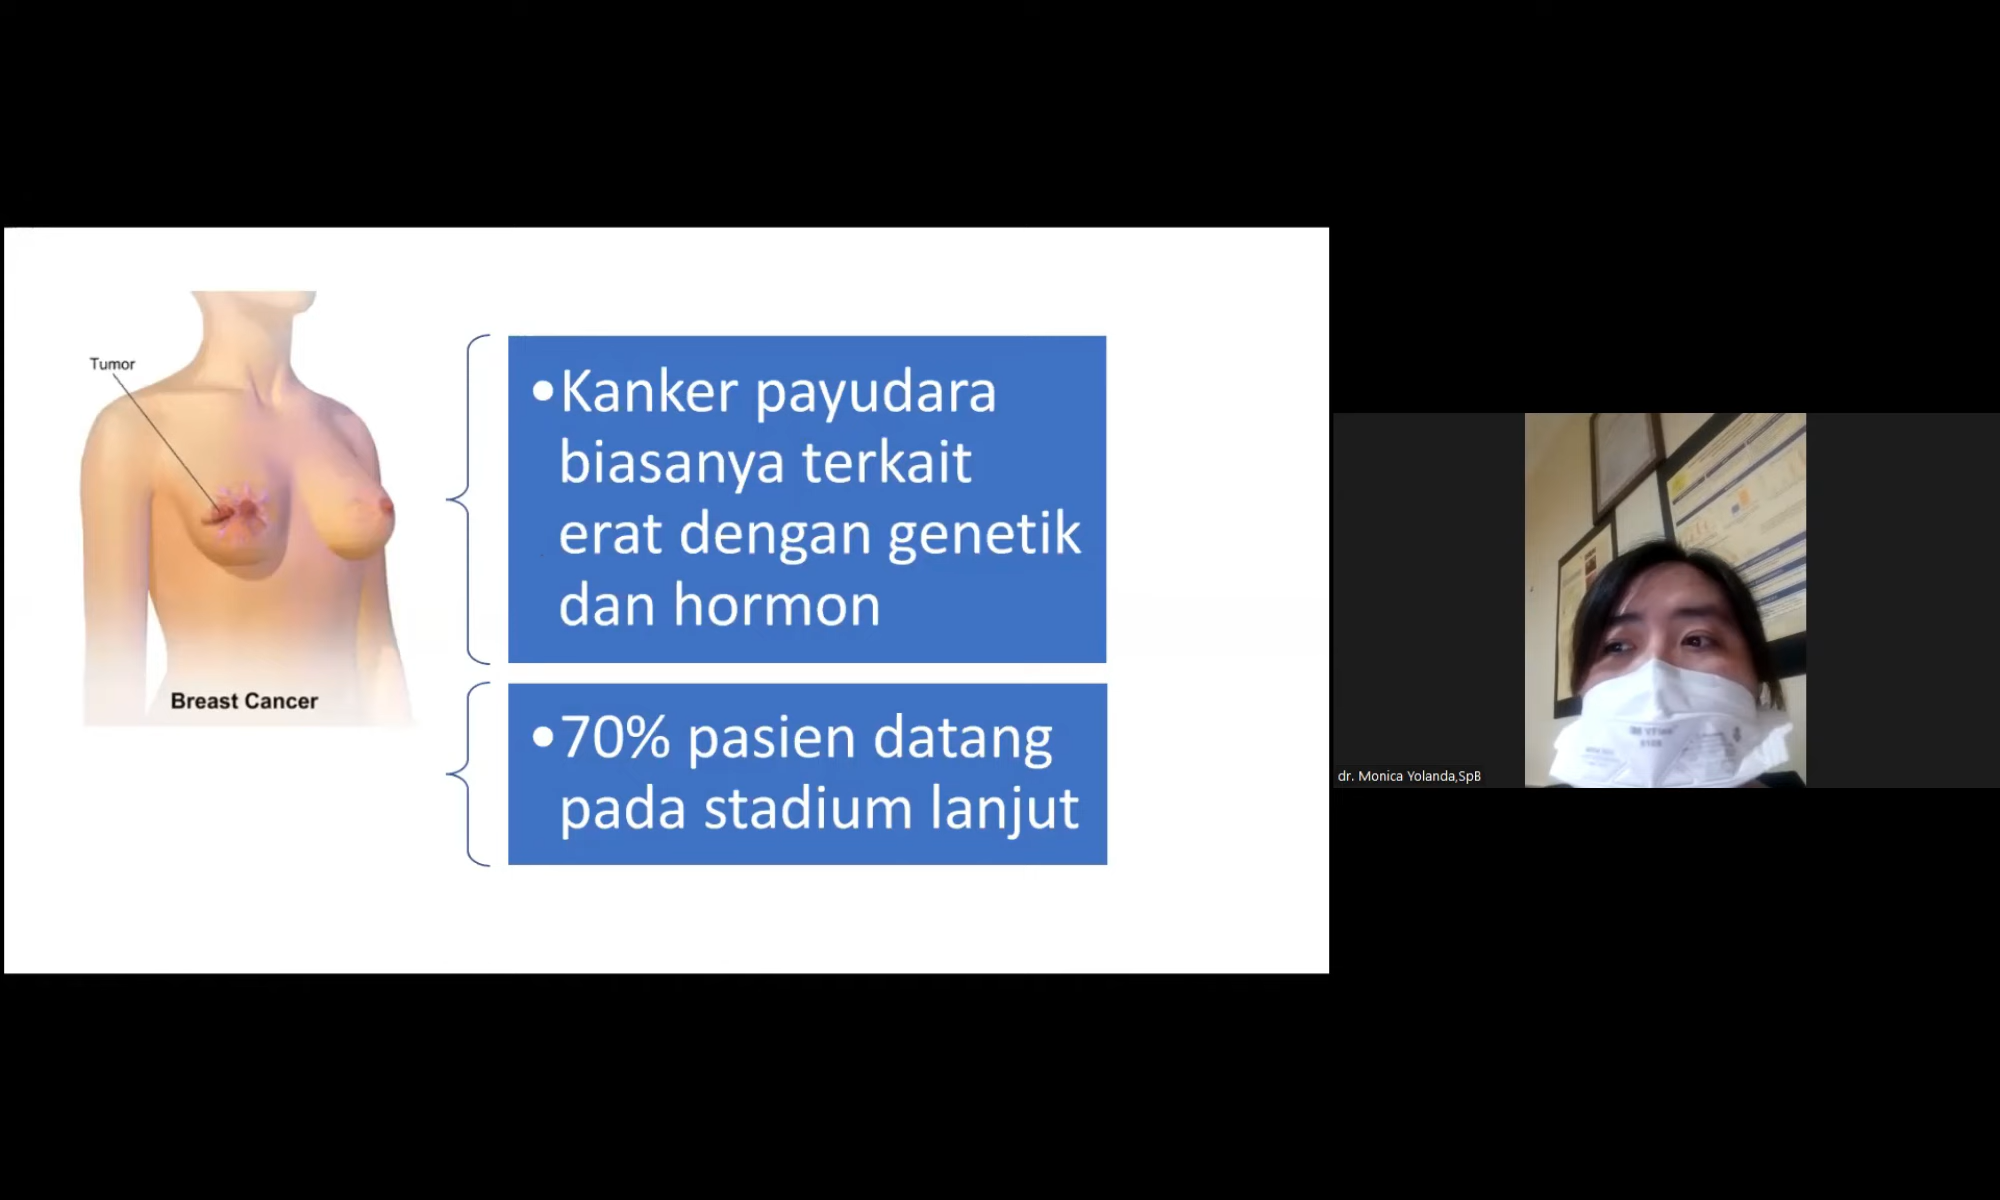 Tumor
Breast Cancer
•Kanker payudara
biasanya terkait
erat dengan genetik
dan hormon
•70% pasien datang
pada stadium lanjut
dr. Monica Yolanda,SpB